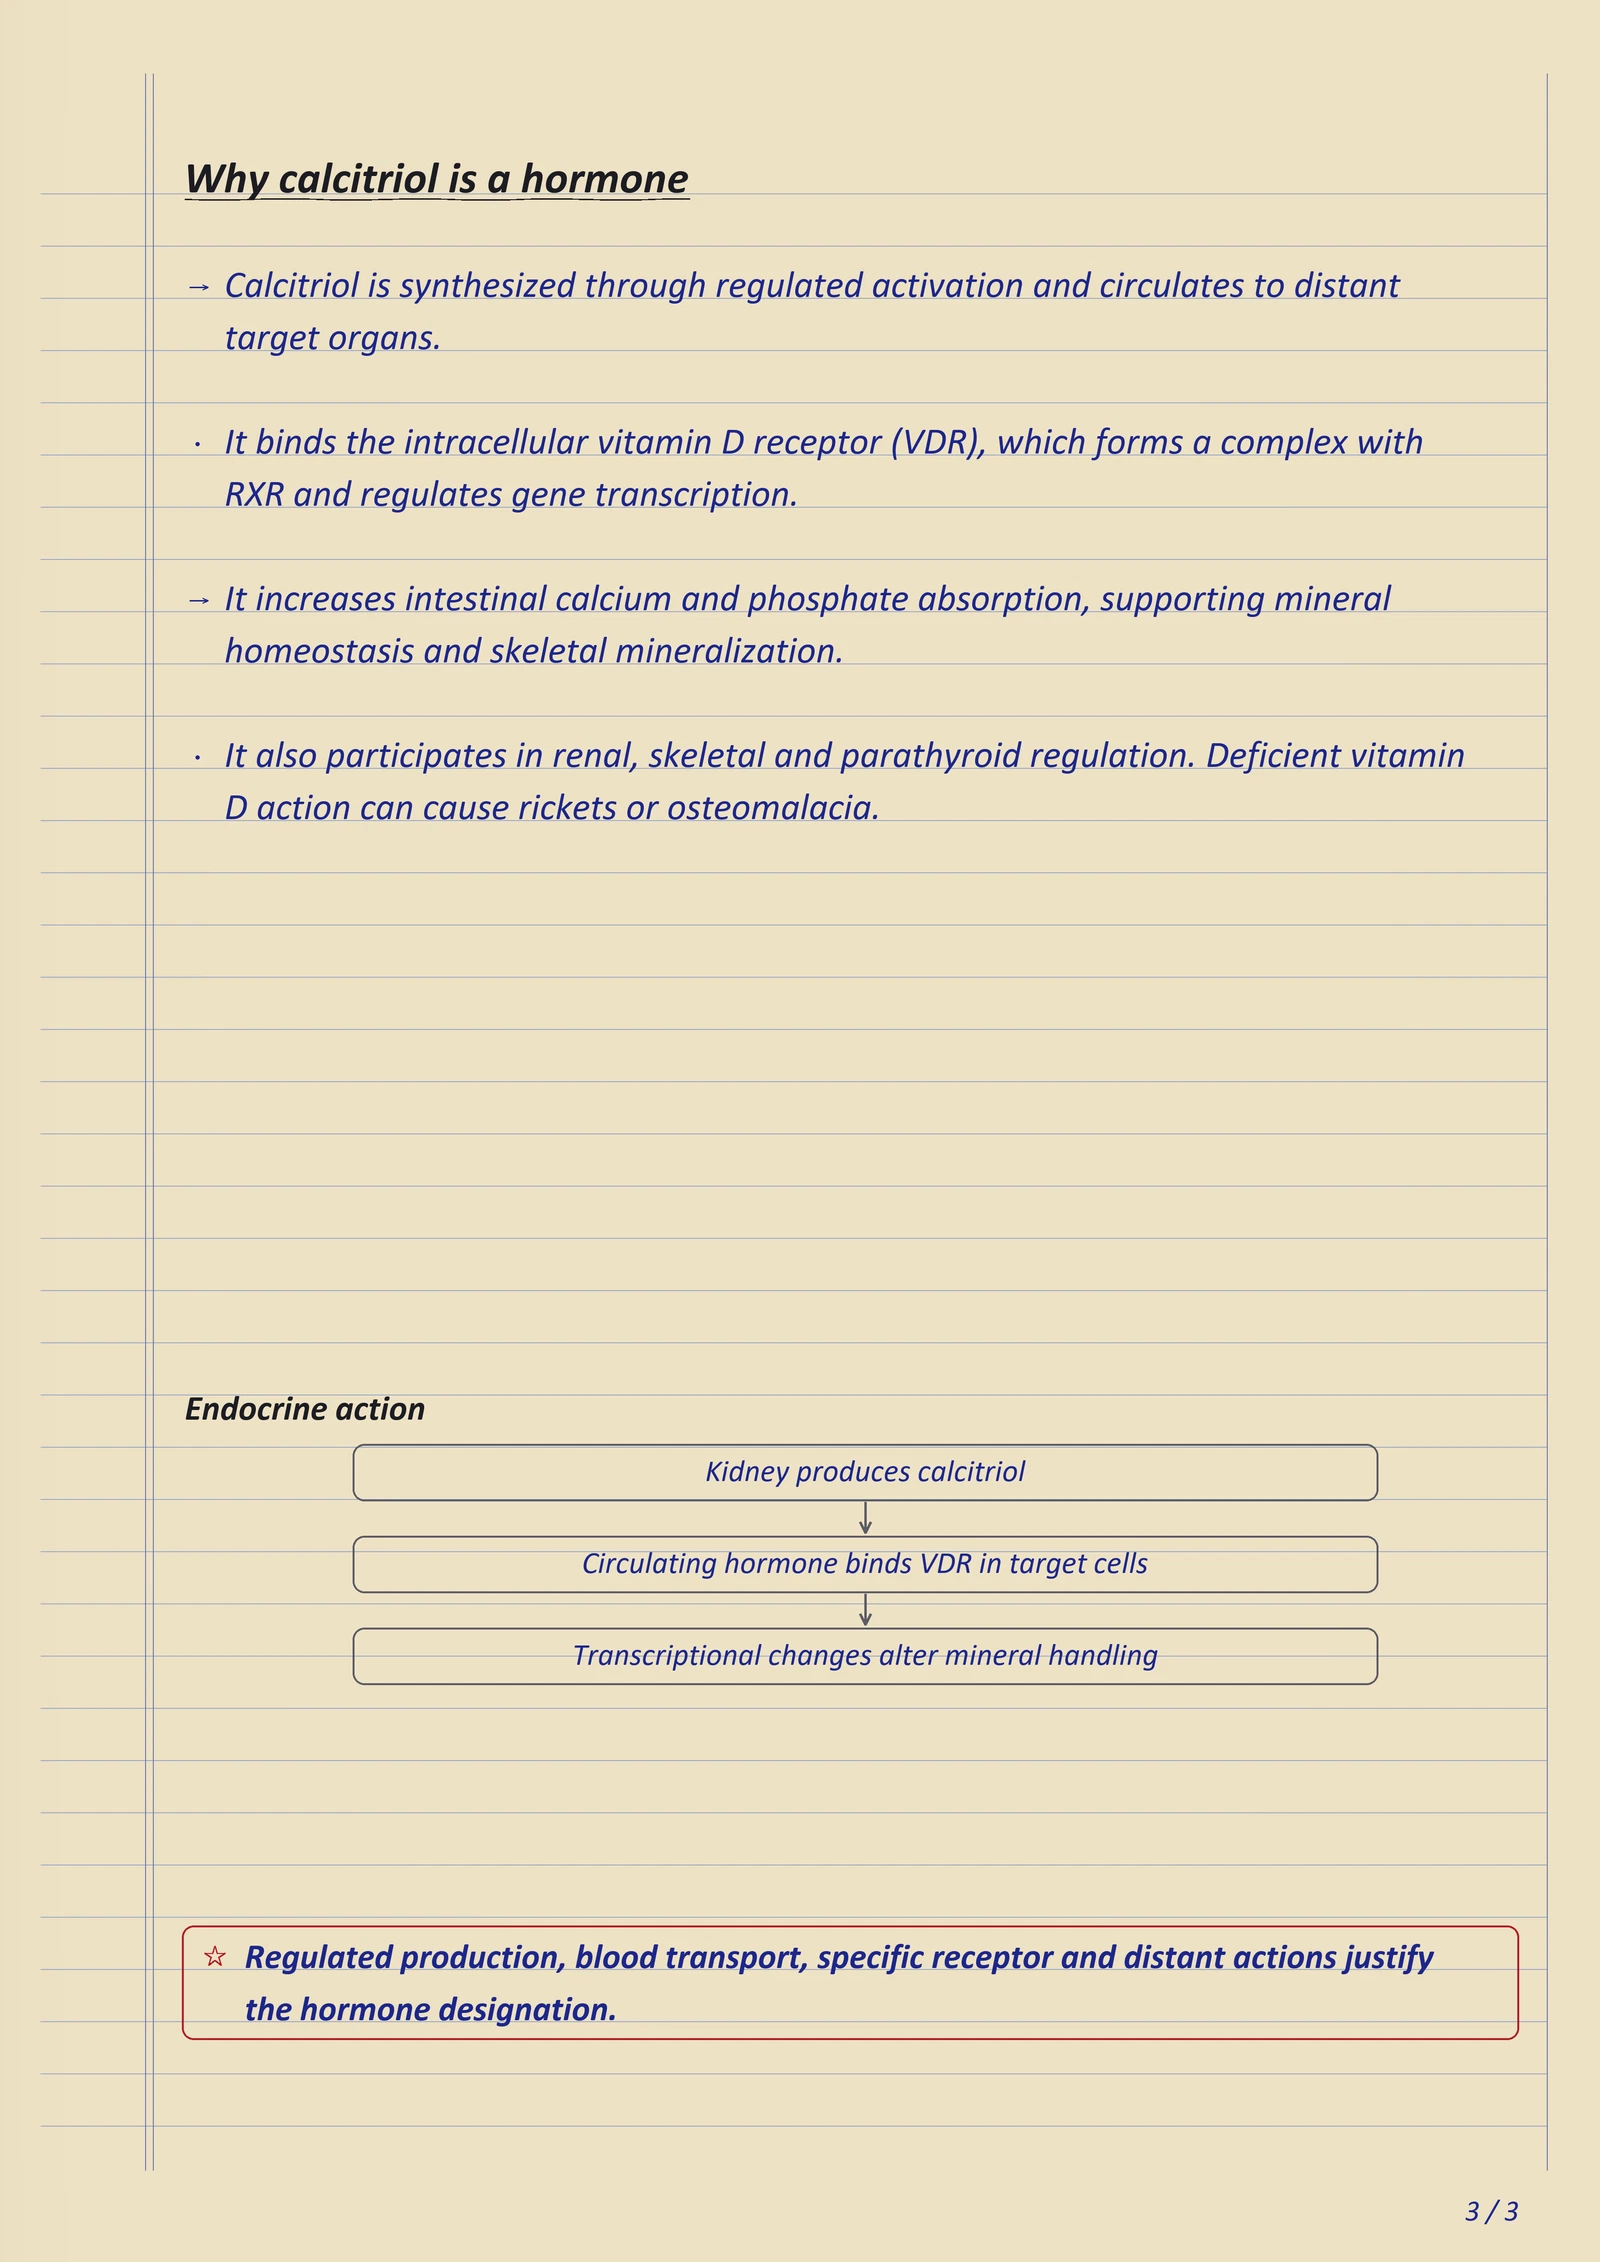 Why calcitriol is a hormone
→ Calcitriol is synthesized through regulated activation and circulates to distant
target organs.
· It binds the intracellular vitamin D receptor (VDR), which forms a complex with
RXR and regulates gene transcription.
→ It increases intestinal calcium and phosphate absorption, supporting mineral
homeostasis and skeletal mineralization.
· It also participates in renal, skeletal and parathyroid regulation. Deficient vitamin
D action can cause rickets or osteomalacia.
Endocrine action
Kidney produces calcitriol
Circulating hormone binds VDR in target cells
Transcriptional changes alter mineral handling
☆ Regulated production, blood transport, specific receptor and distant actions justify
the hormone designation.
3 / 3